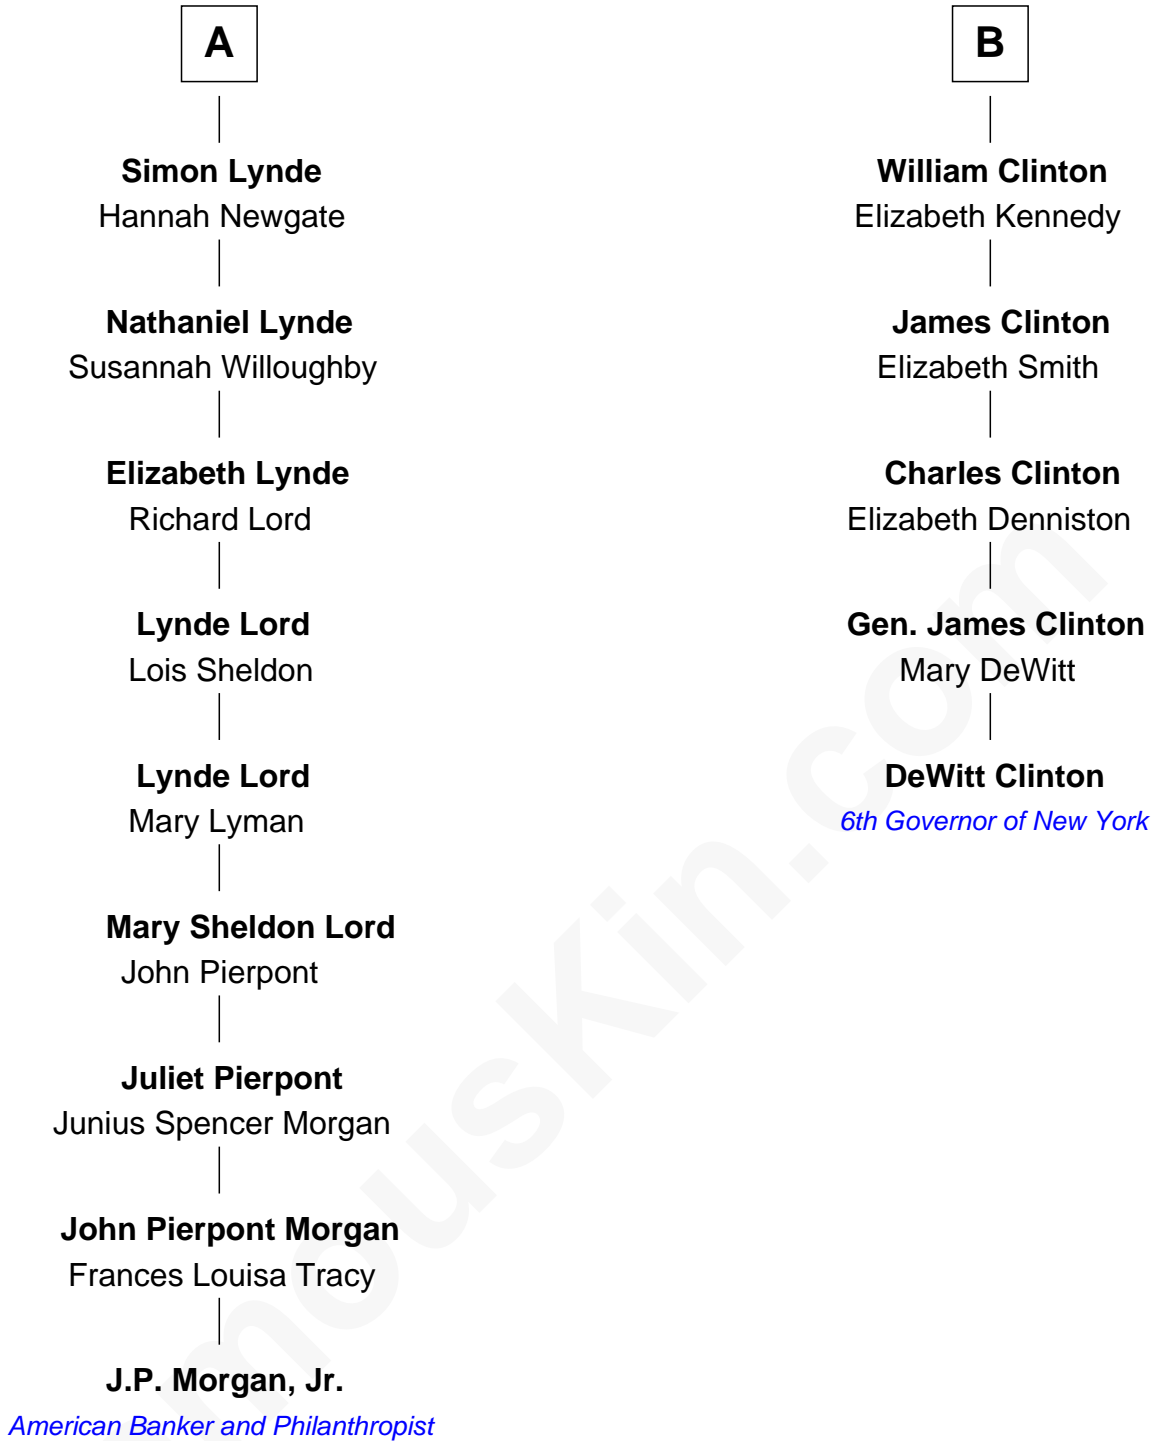 A
Simon Lynde
Hannah Newgate
Nathaniel Lynde
Susannah Willoughby
Elizabeth Lynde
Richard Lord
Lynde Lord
Lois Sheldon
Lynde Lord
Mary Lyman
Mary Sheldon Lord
John Pierpont
Juliet Pierpont
Junius Spencer Morgan
John Pierpont Morgan
Frances Louisa Tracy
J.P. Morgan, Jr.
American Banker and Philanthropist
B
William Clinton
Elizabeth Kennedy
James Clinton
Elizabeth Smith
Charles Clinton
Elizabeth Denniston
Gen. James Clinton
Mary DeWitt
DeWitt Clinton
6th Governor of New York
mousKin.com